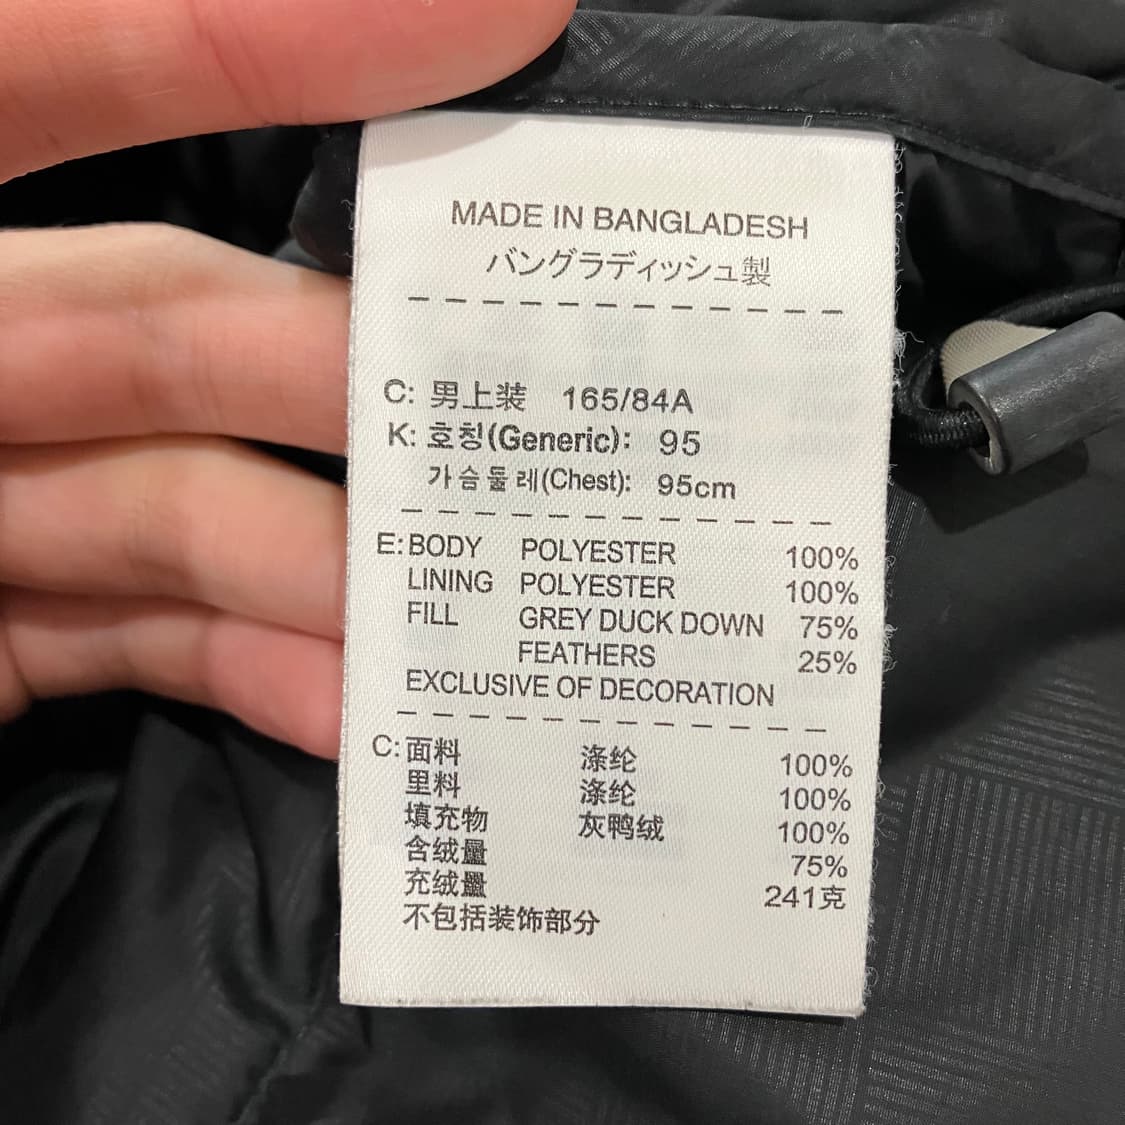 MADE IN BANGLADESH
バングラディッシュ製
C: 男上装 165/84A
K: 호칭(Generic): 95
가슴둘레(Chest): 95cm
E: BODY POLYESTER 100%
LINING POLYESTER 100%
FILL GREY DUCK DOWN 75%
FEATHERS 25%
EXCLUSIVE OF DECORATION
C: 面料 涤纶 100%
里料 涤纶 100%
填充物 灰鸭绒 100%
含绒量 75%
充绒量 241克
不包括装饰部分